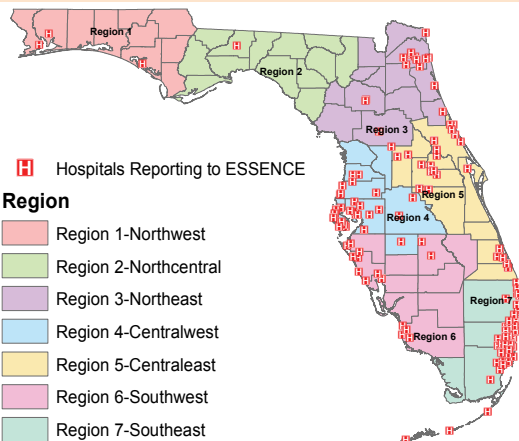 Region 1
Region 2
Region 3
Region 5
Region 4
Region 7
Region 6
H Hospitals Reporting to ESSENCE
Region
Region 1-Northwest
Region 2-Northcentral
Region 3-Northeast
Region 4-Centralwest
Region 5-Centraleast
Region 6-Southwest
Region 7-Southeast